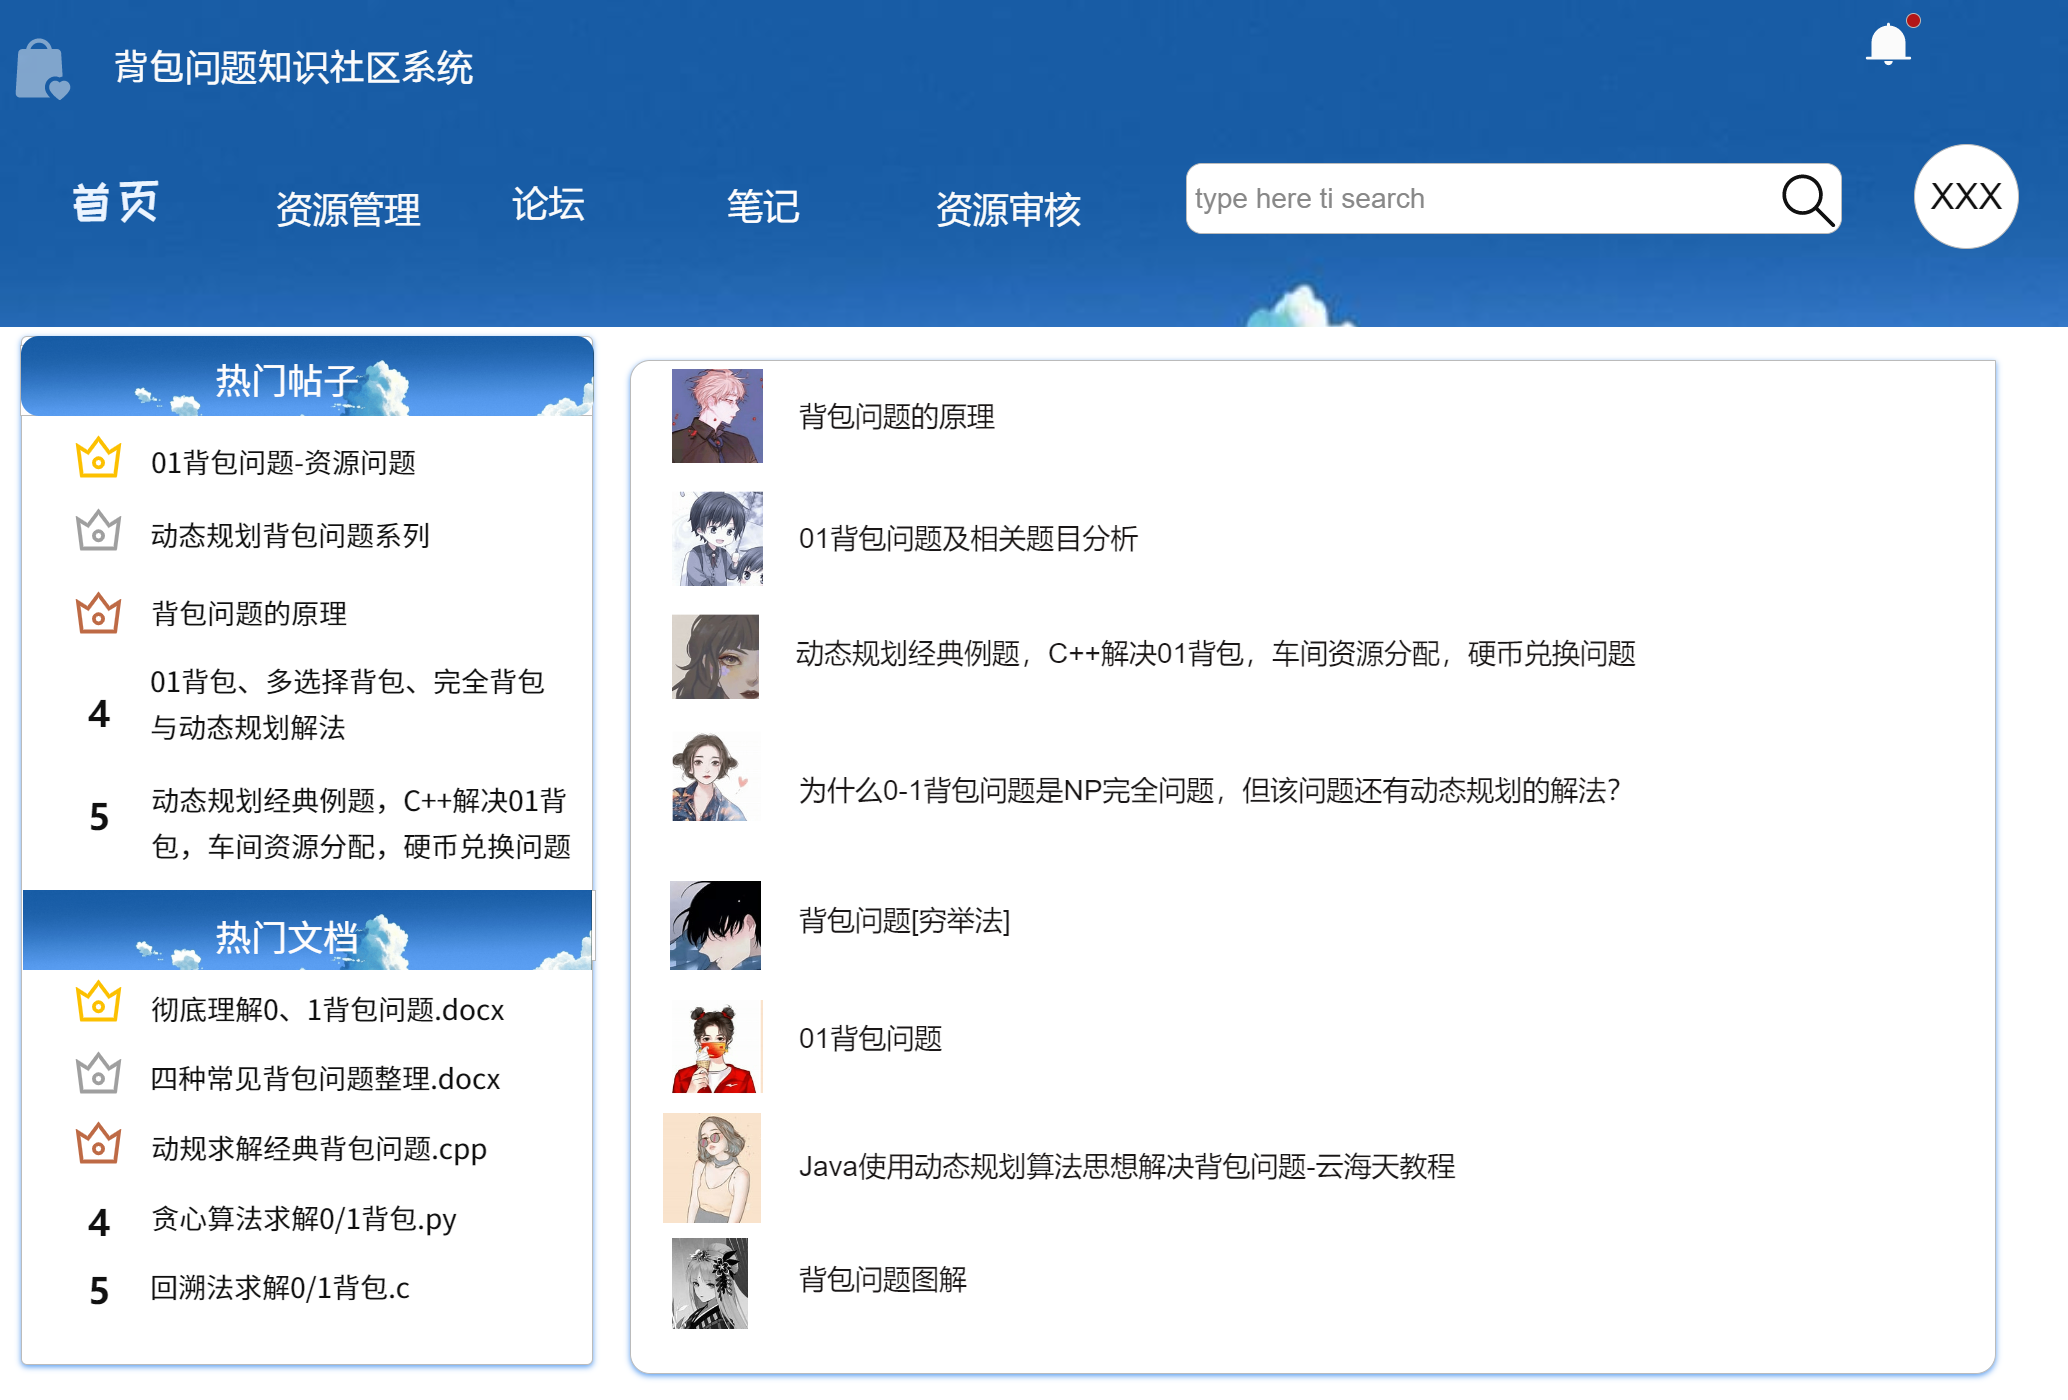 背包问题知识社区系统
首页
资源管理
论坛
笔记
资源审核
type here ti search
XXX
热门帖子
01背包问题-资源问题
动态规划背包问题系列
背包问题的原理
4
01背包、多选择背包、完全背包
与动态规划解法
5
动态规划经典例题，C++解决01背
包，车间资源分配，硬币兑换问题
热门文档
彻底理解0、1背包问题.docx
四种常见背包问题整理.docx
动规求解经典背包问题.cpp
4
贪心算法求解0/1背包.py
5
回溯法求解0/1背包.c
背包问题的原理
01背包问题及相关题目分析
动态规划经典例题，C++解决01背包，车间资源分配，硬币兑换问题
为什么0-1背包问题是NP完全问题，但该问题还有动态规划的解法？
背包问题[穷举法]
01背包问题
Java使用动态规划算法思想解决背包问题-云海天教程
背包问题图解